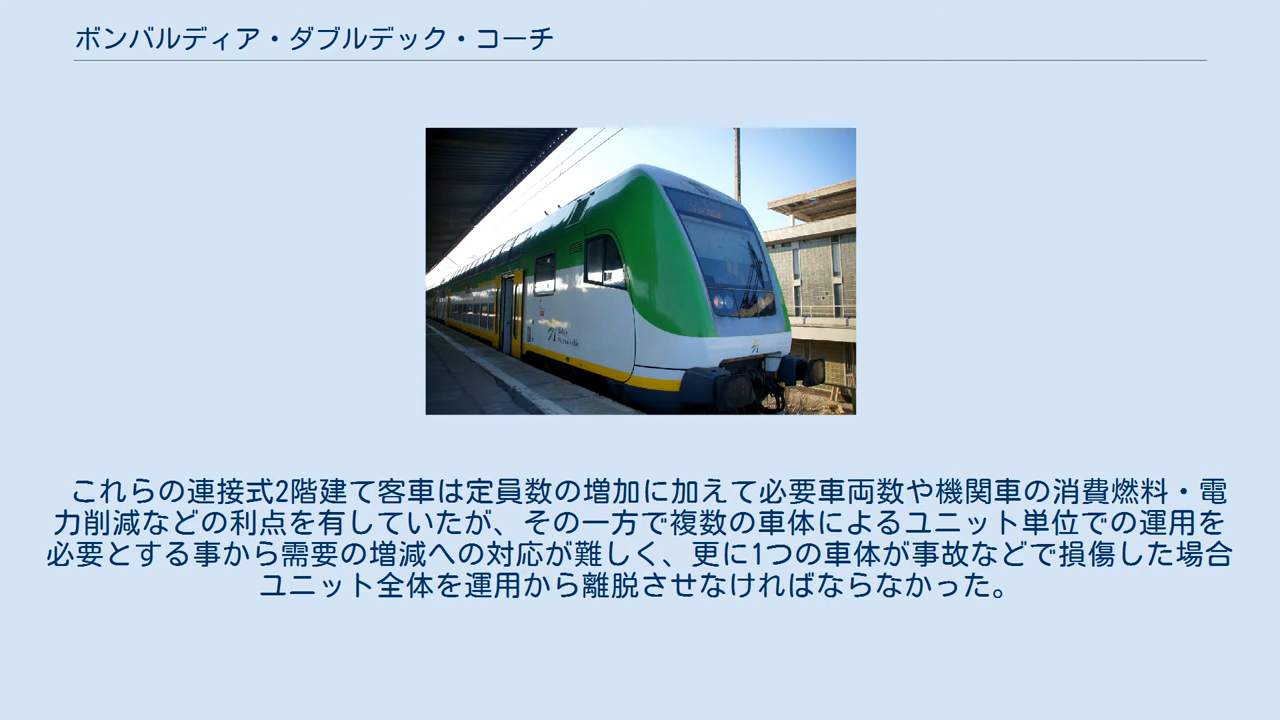 ボンバルディア・ダブルデック・コーチ
これらの連接式2階建て客車は定員数の増加に加えて必要車両数や機関車の消費燃料・電
力削減などの利点を有していたが、その一方で複数の車体によるユニット単位での運用を
必要とする事から需要の増減への対応が難しく、更に1つの車体が事故などで損傷した場合
ユニット全体を運用から離脱させなければならなかった。